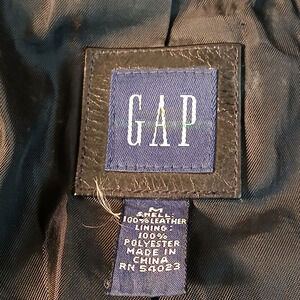 GAP
M
SHELL:
100% LEATHER
LINING:
100%
POLYESTER
MADE IN
CHINA
RN 54023